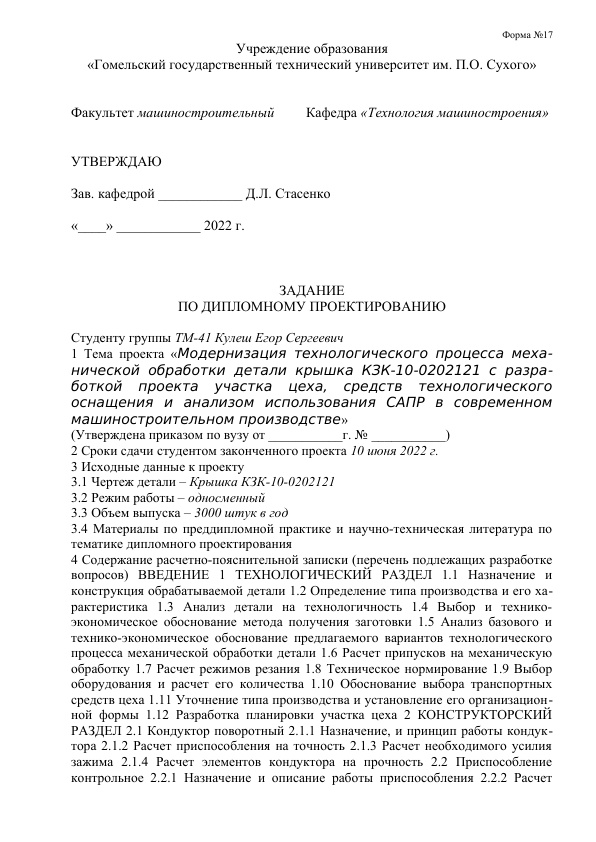 Форма №17
Учреждение образования
«Гомельский государственный технический университет им. П.О. Сухого»
Факультет машиностроительный Кафедра «Технология машиностроения»
УТВЕРЖДАЮ
Зав. кафедрой ____________ Д.Л. Стасенко
«____» ____________ 2022 г.
ЗАДАНИЕ
ПО ДИПЛОМНОМУ ПРОЕКТИРОВАНИЮ
Студенту группы ТМ-41 Кулеш Егор Сергеевич
1 Тема проекта «Модернизация технологического процесса меха-
нической обработки детали крышка КЗК-10-0202121 с разра-
боткой проекта участка цеха, средств технологического
оснащения и анализом использования САПР в современном
машиностроительном производстве»
(Утверждена приказом по вузу от ___________г. № ___________)
2 Сроки сдачи студентом законченного проекта 10 июня 2022 г.
3 Исходные данные к проекту
3.1 Чертеж детали – Крышка КЗК-10-0202121
3.2 Режим работы – односменный
3.3 Объем выпуска – 3000 штук в год
3.4 Материалы по преддипломной практике и научно-техническая литература по
тематике дипломного проектирования
4 Содержание расчетно-пояснительной записки (перечень подлежащих разработке
вопросов) ВВЕДЕНИЕ 1 ТЕХНОЛОГИЧЕСКИЙ РАЗДЕЛ 1.1 Назначение и
конструкция обрабатываемой детали 1.2 Определение типа производства и его ха-
рактеристика 1.3 Анализ детали на технологичность 1.4 Выбор и технико-
экономическое обоснование метода получения заготовки 1.5 Анализ базового и
технико-экономическое обоснование предлагаемого вариантов технологического
процесса механической обработки детали 1.6 Расчет припусков на механическую
обработку 1.7 Расчет режимов резания 1.8 Техническое нормирование 1.9 Выбор
оборудования и расчет его количества 1.10 Обоснование выбора транспортных
средств цеха 1.11 Уточнение типа производства и установление его организацион-
ной формы 1.12 Разработка планировки участка цеха 2 КОНСТРУКТОРСКИЙ
РАЗДЕЛ 2.1 Кондуктор поворотный 2.1.1 Назначение, и принцип работы кондук-
тора 2.1.2 Расчет приспособления на точность 2.1.3 Расчет необходимого усилия
зажима 2.1.4 Расчет элементов кондуктора на прочность 2.2 Приспособление
контрольное 2.2.1 Назначение и описание работы приспособления 2.2.2 Расчет